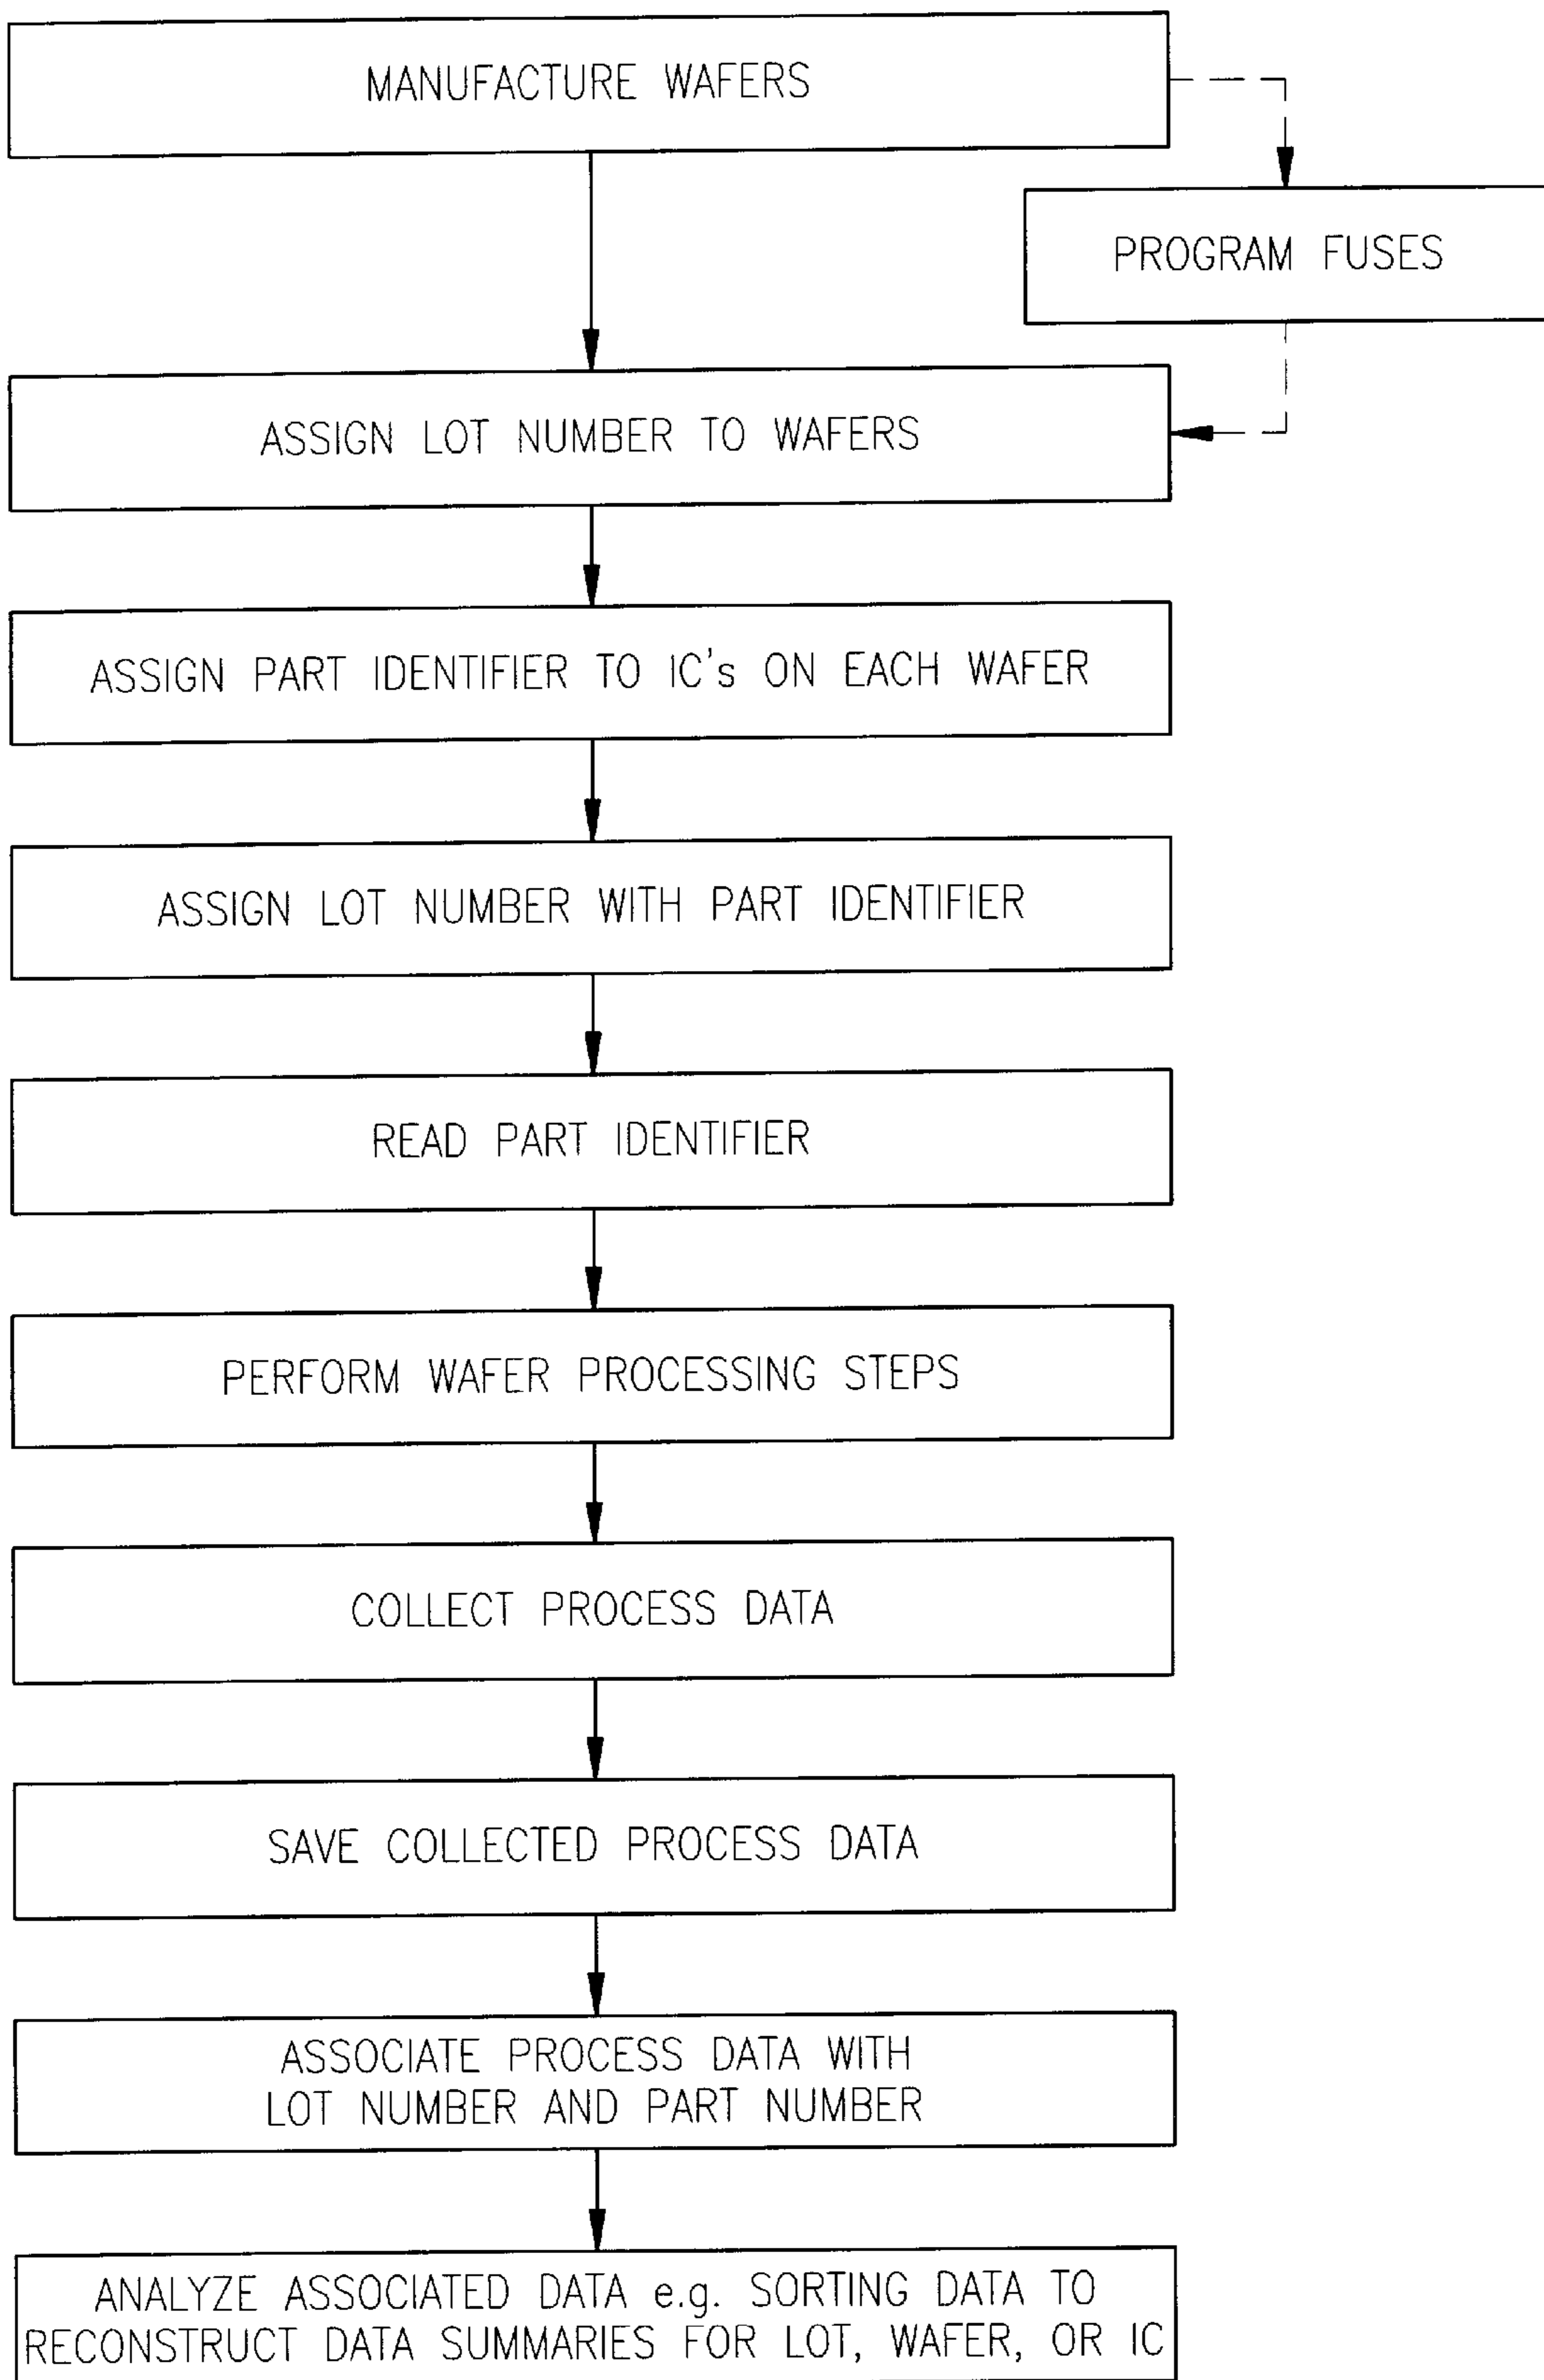 MANUFACTURE WAFERS
PROGRAM FUSES
ASSIGN LOT NUMBER TO WAFERS
ASSIGN PART IDENTIFIER TO IC's ON EACH WAFER
ASSIGN LOT NUMBER WITH PART IDENTIFIER
READ PART IDENTIFIER
PERFORM WAFER PROCESSING STEPS
COLLECT PROCESS DATA
SAVE COLLECTED PROCESS DATA
ASSOCIATE PROCESS DATA WITH
LOT NUMBER AND PART NUMBER
ANALYZE ASSOCIATED DATA e.g. SORTING DATA TO
RECONSTRUCT DATA SUMMARIES FOR LOT, WAFER, OR IC